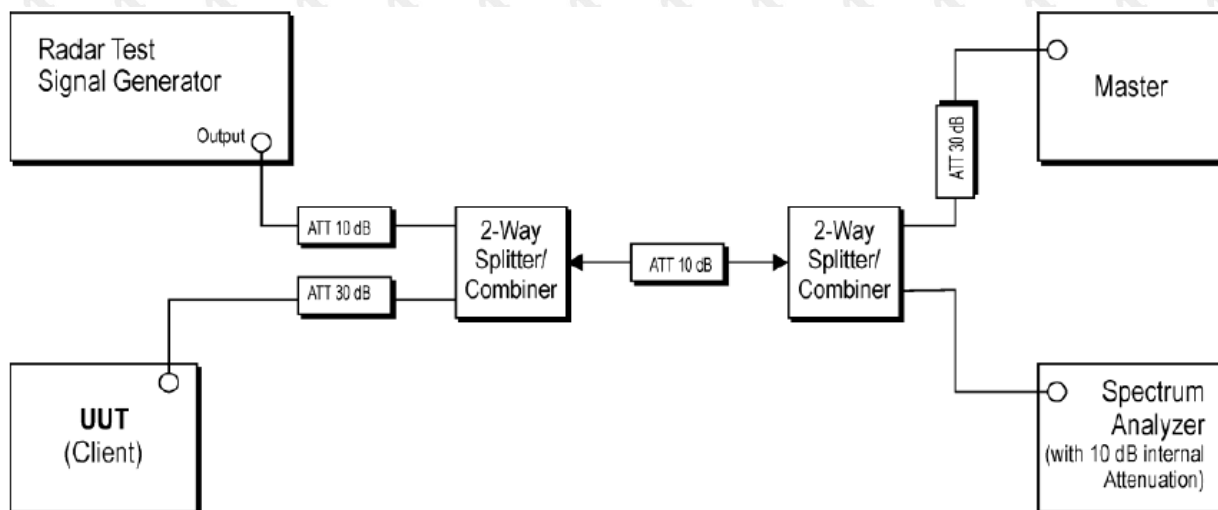 Radar Test
Signal Generator
Output
ATT 10 dB
ATT 30 dB
2-Way
Splitter/
Combiner
ATT 10 dB
2-Way
Splitter/
Combiner
ATT 30 dB
Master
UUT
(Client)
Spectrum
Analyzer
(with 10 dB internal
Attenuation)